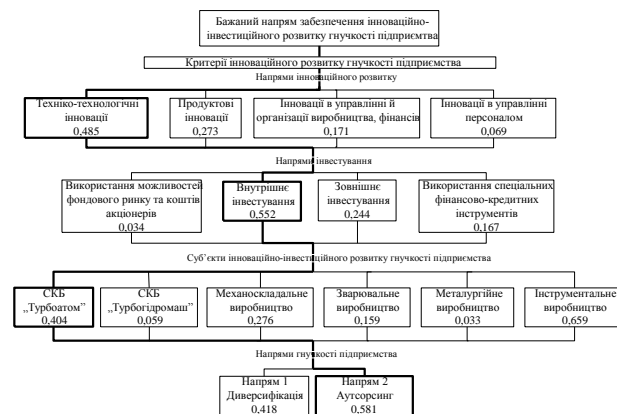 Бажаний напрям забезпечення інноваційно-
інвестиційного розвитку гнучкості підприємтва
Критерії інноваційного розвитку гнучкості підприємства
Напрями інноваційного розвитку
Техніко-технологічні
інновації
0,485
Продуктові
інновації
0,273
Інновації в управлінні й
організації виробництва, фінансів
0,171
Інновації в управлінні
персоналом
0,069
Напрями інвестування
Використання можливостей
фондового ринку та коштів
акціонерів
0,034
Внутрішнє
інвестування
0,552
Зовнішнє
інвестування
0,244
Використання спеціальних
фінансово-кредитних
інструментів
0,167
Суб’єкти інноваційно-інвестиційного розвитку гнучкості підприємства
СКБ
„Турбоатом”
0,404
СКБ
„Турбогідромаш”
0,059
Механоскладальне
виробництво
0,276
Зварювальне
виробництво
0,159
Металургійне
виробництво
0,033
Інструментальне
виробництво
0,659
Напрями гнучкості підприємства
Напрям 1
Диверсифікація
0,418
Напрям 2
Аутсорсинг
0,581